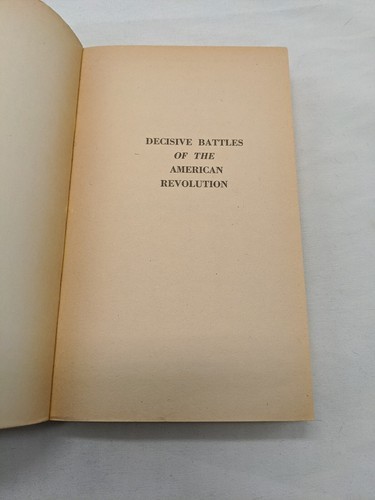 DECISIVE BATTLES
OF THE
AMERICAN
REVOLUTION